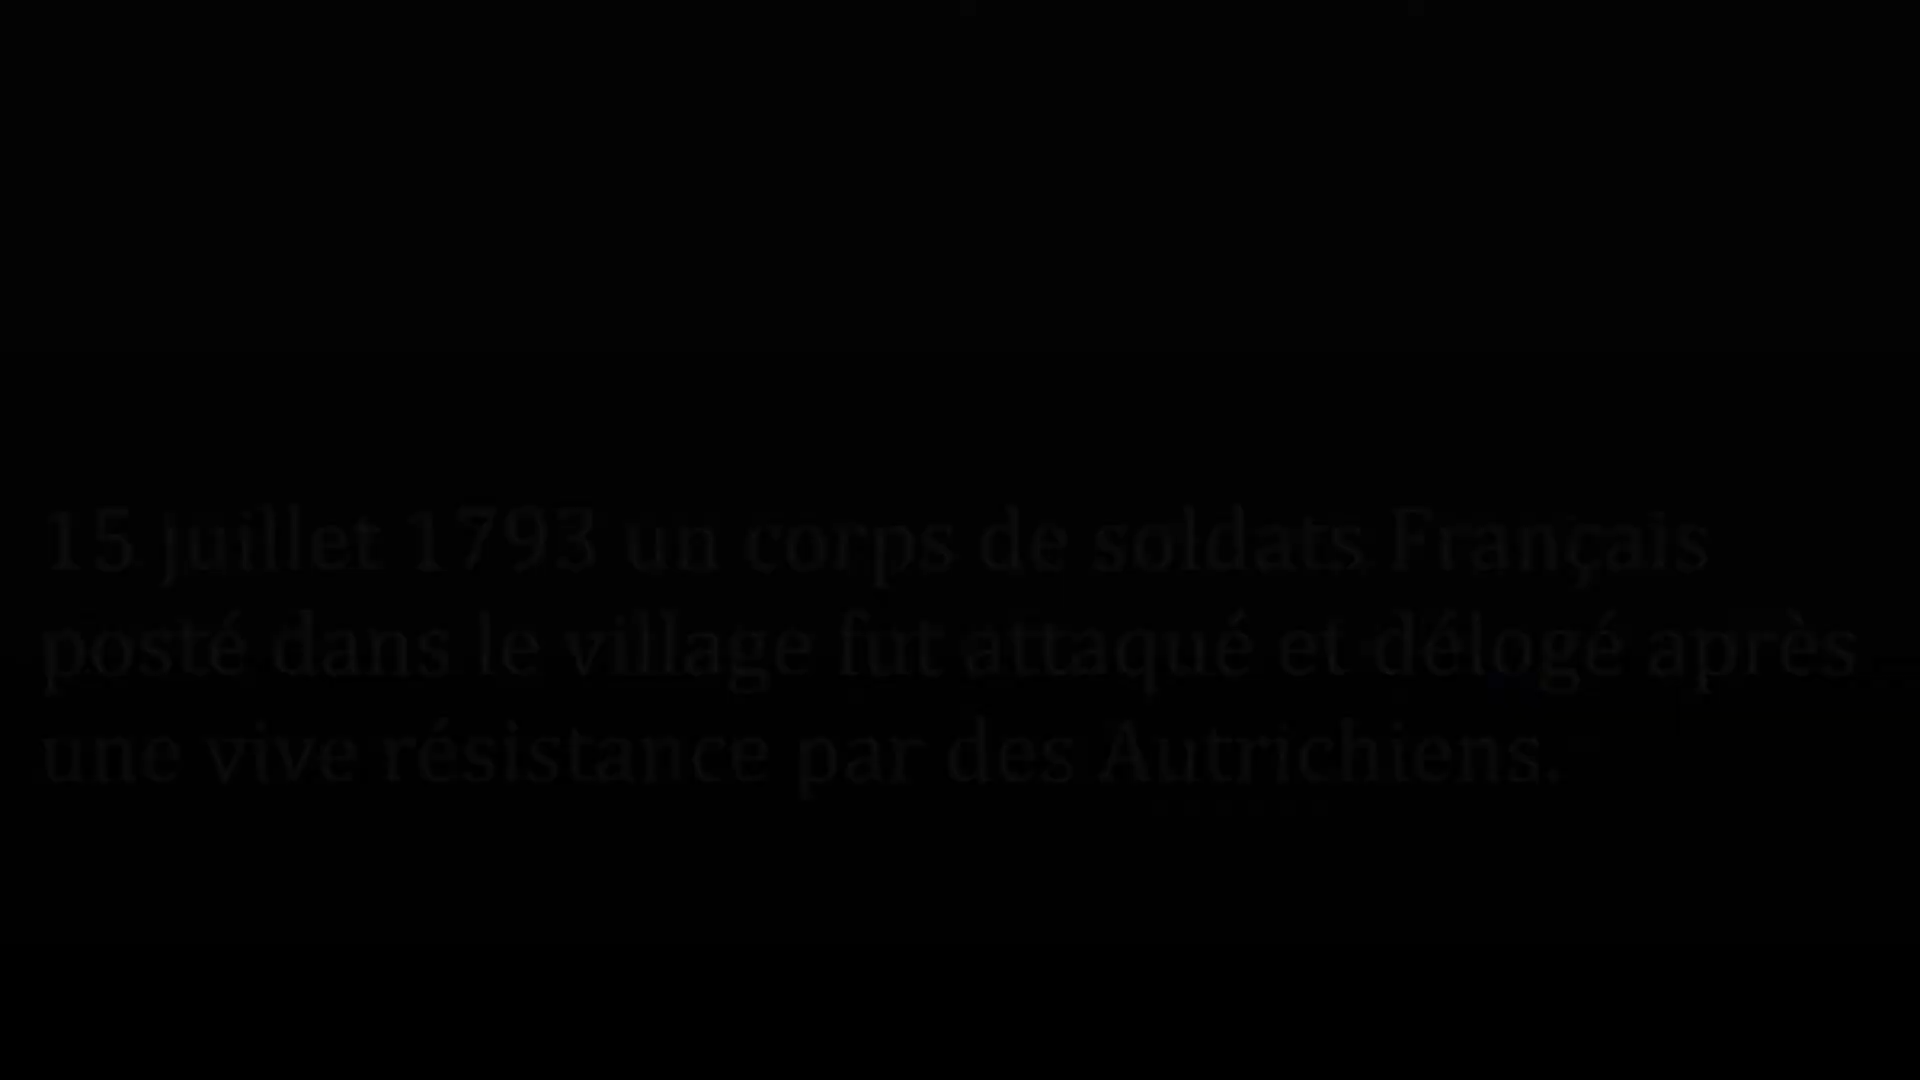 15 juillet 1793 un corps de soldats Français
posté dans le village fut attaqué et délogé après
une vive résistance par des Autrichiens.